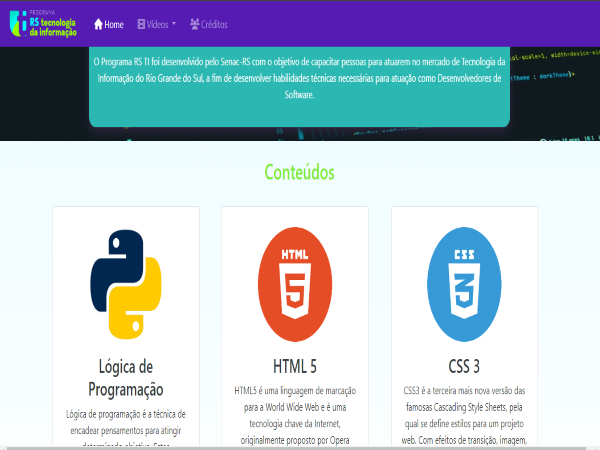 PROGRAMA
RS tecnologia
da informação
Home
Vídeos
Créditos
O Programa RS TI foi desenvolvido pelo Senac-RS com o objetivo de capacitar pessoas para atuarem no mercado de Tecnologia da
Informação do Rio Grande do Sul, a fim de desenvolver habilidades técnicas necessárias para atuação como Desenvolvedores de
Software.
Conteúdos
HTML
5
CSS
3
Lógica de
Programação
Lógica de programação é a técnica de
encadear pensamentos para atingir
HTML 5
HTML5 é uma linguagem de marcação
para a World Wide Web e é uma
tecnologia chave da Internet,
originalmente proposto por Opera
CSS 3
CSS3 é a terceira mais nova versão das
famosas Cascading Style Sheets, pela
qual se define estilos para um projeto
web. Com efeitos de transição, imagem,